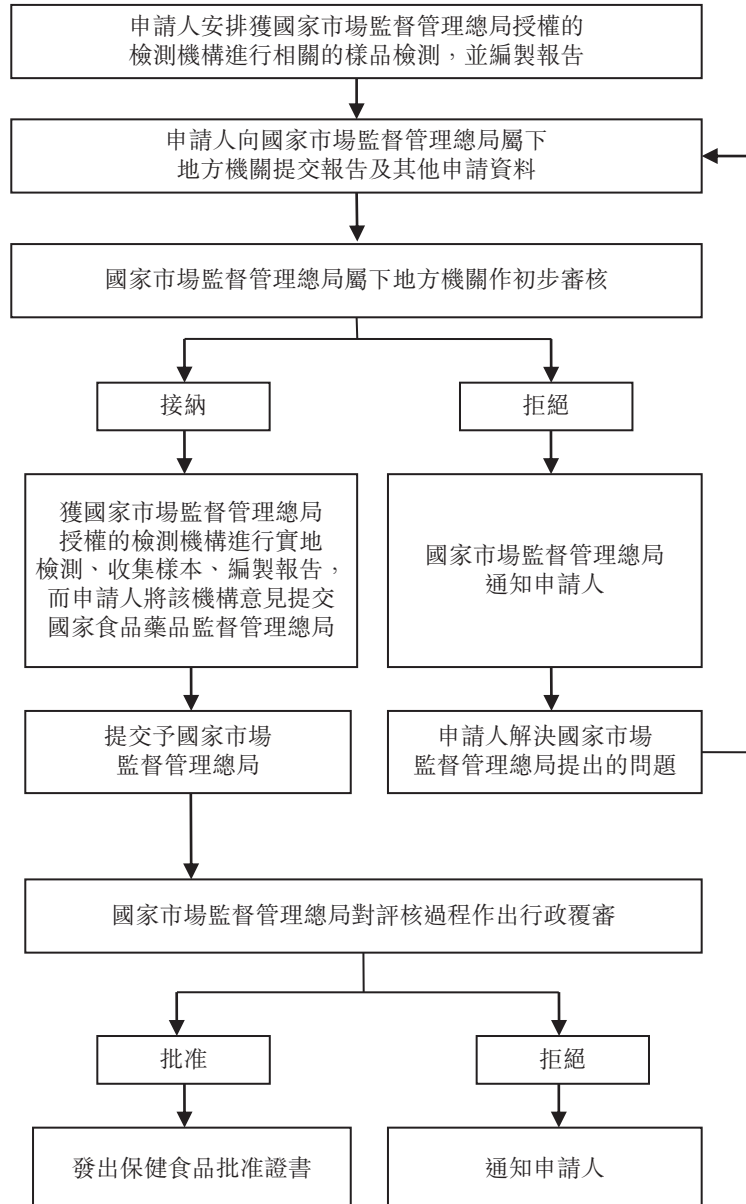 申請人安排獲國家市場監督管理總局授權的
檢測機構進行相關的樣品檢測，並編製報告
申請人向國家市場監督管理總局屬下
地方機關提交報告及其他申請資料
國家市場監督管理總局屬下地方機關作初步審核
接納
拒絕
獲國家市場監督管理總局
授權的檢測機構進行實地
檢測、收集樣本、編製報告，
而申請人將該機構意見提交
國家食品藥品監督管理總局
國家市場監督管理總局
通知申請人
提交予國家市場
監督管理總局
申請人解決國家市場
監督管理總局提出的問題
國家市場監督管理總局對評核過程作出行政覆審
批准
拒絕
發出保健食品批准證書
通知申請人